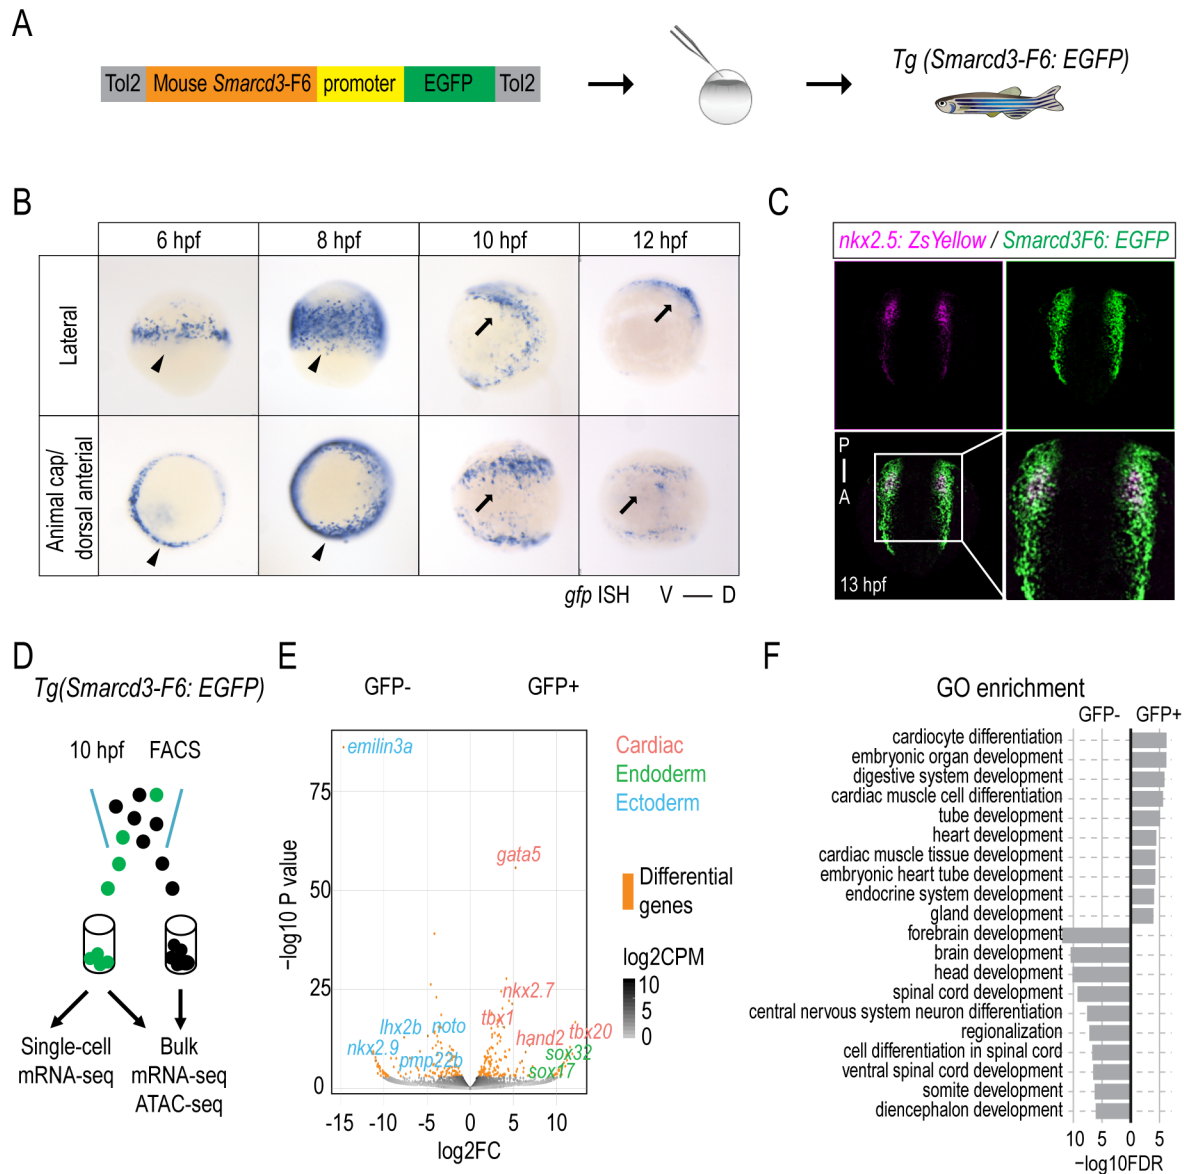 A
Tol2 Mouse Smarcd3-F6 promoter EGFP Tol2
Tg (Smarcd3-F6: EGFP)
B
6 hpf 8 hpf 10 hpf 12 hpf
Lateral
Animal cap/
dorsal anterial
gfp ISH V — D
C
nkx2.5: ZsYellow / Smarcd3F6: EGFP
P
A
13 hpf
D
Tg(Smarcd3-F6: EGFP)
10 hpf FACS
Single-cell
mRNA-seq
Bulk
mRNA-seq
ATAC-seq
E
GFP- GFP+
emilin3a
gata5
nkx2.7
tbx1
lhx2b noto
hand2 tbx20
nkx2.9
pmp22b
sox32
sox17
75
50
25
0
−log10 P value
-15 -10 -5 0 5 10
log2FC
Cardiac
Endoderm
Ectoderm
Differential
genes
log2CPM
10
5
0
F
GO enrichment
GFP- GFP+
cardiocyte differentiation
embryonic organ development
digestive system development
cardiac muscle cell differentiation
tube development
heart development
cardiac muscle tissue development
embryonic heart tube development
endocrine system development
gland development
forebrain development
brain development
head development
spinal cord development
central nervous system neuron differentiation
regionalization
cell differentiation in spinal cord
ventral spinal cord development
somite development
diencephalon development
10 5 0 5
−log10FDR